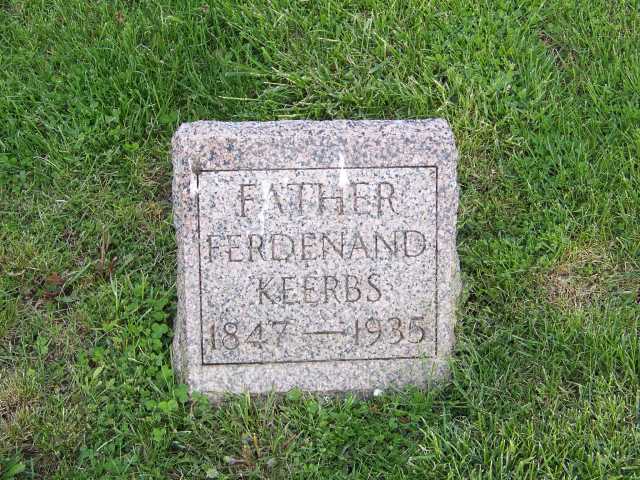 FATHER
FERDENAND
KEERBS
1847 — 1935